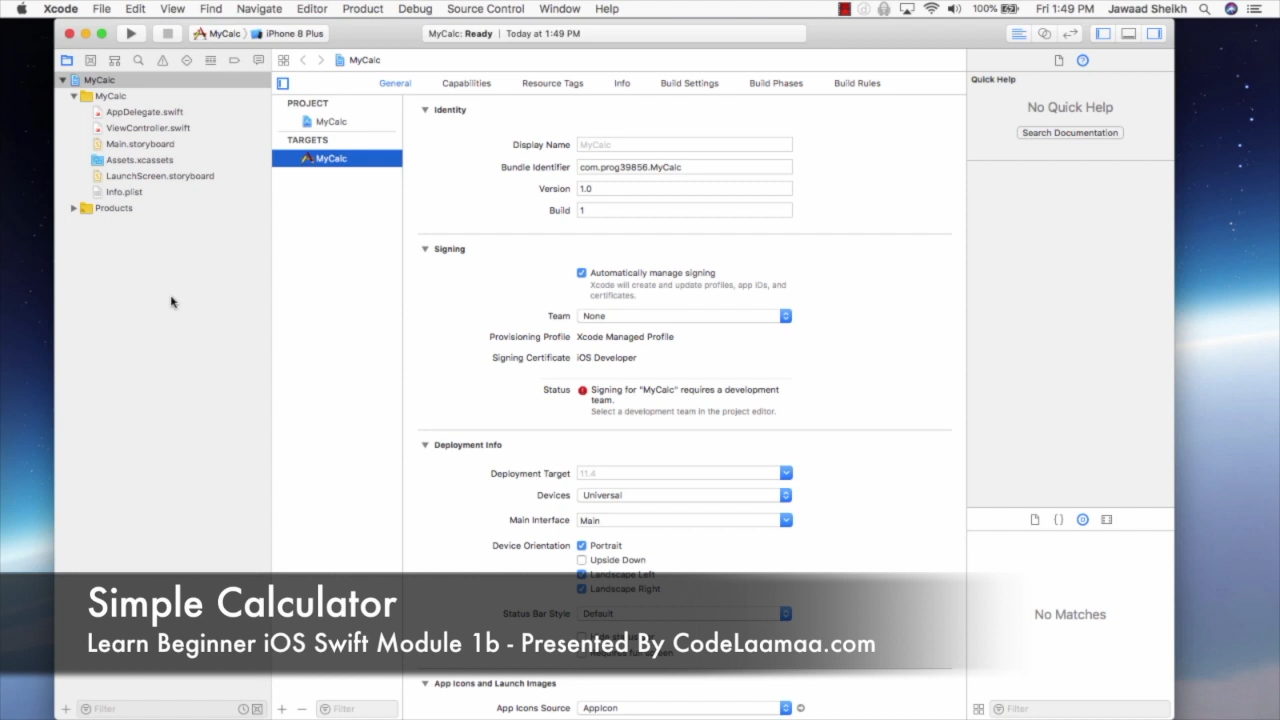 Xcode File Edit View Find Navigate Editor Product Debug Source Control Window Help 100% Fri 1:49 PM Jawaad Sheikh
MyCalc iPhone 8 Plus MyCalc: Ready | Today at 1:49 PM
MyCalc
MyCalc
MyCalc
AppDelegate.swift
ViewController.swift
Main.storyboard
Assets.xcassets
LaunchScreen.storyboard
Info.plist
Products
General Capabilities Resource Tags Info Build Settings Build Phases Build Rules
PROJECT
MyCalc
TARGETS
MyCalc
Identity
Display Name MyCalc
Bundle Identifier com.prog39856.MyCalc
Version 1.0
Build 1
Signing
Automatically manage signing
Xcode will create and update profiles, app IDs, and
certificates.
Team None
Provisioning Profile Xcode Managed Profile
Signing Certificate iOS Developer
Status Signing for "MyCalc" requires a development
team.
Select a development team in the project editor.
Deployment Info
Deployment Target 11.4
Devices Universal
Main Interface Main
Device Orientation Portrait
Upside Down
Landscape Left
Landscape Right
Status Bar Style Default
App Icons and Launch Images
App Icons Source AppIcon
Quick Help
No Quick Help
Search Documentation
{ }
No Matches
Filter
Filter
Filter
Simple Calculator
Learn Beginner iOS Swift Module 1b - Presented By CodeLaamaa.com